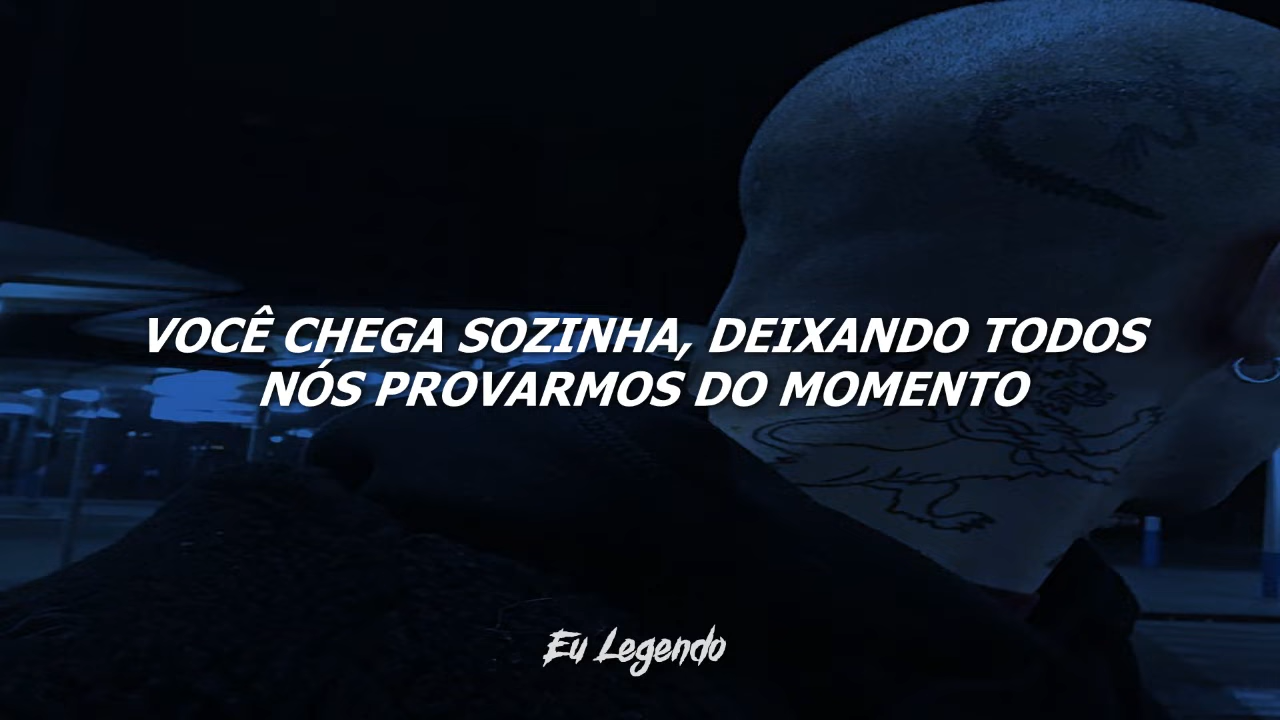 VOCÊ CHEGA SOZINHA, DEIXANDO TODOS
NÓS PROVARMOS DO MOMENTO
Eu Legendo